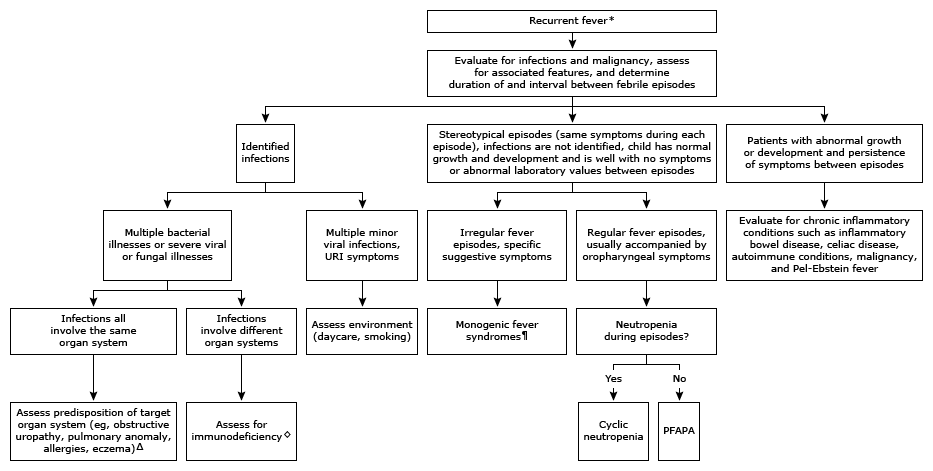 Recurrent fever*
Evaluate for infections and malignancy, assess
for associated features, and determine
duration of and interval between febrile episodes
Identified
infections
Stereotypical episodes (same symptoms during each
episode), infections are not identified, child has normal
growth and development and is well with no symptoms
or abnormal laboratory values between episodes
Patients with abnormal growth
or development and persistence
of symptoms between episodes
Multiple bacterial
illnesses or severe viral
or fungal illnesses
Multiple minor
viral infections,
URI symptoms
Irregular fever
episodes, specific
suggestive symptoms
Regular fever episodes,
usually accompanied by
oropharyngeal symptoms
Evaluate for chronic inflammatory
conditions such as inflammatory
bowel disease, celiac disease,
autoimmune conditions, malignancy,
and Pel-Ebstein fever
Infections all
involve the same
organ system
Infections
involve different
organ systems
Assess environment
(daycare, smoking)
Monogenic fever
syndromes¶
Neutropenia
during episodes?
Yes
No
Assess predisposition of target
organ system (eg, obstructive
uropathy, pulmonary anomaly,
allergies, eczema)Δ
Assess for
immunodeficiency◊
Cyclic
neutropenia
PFAPA